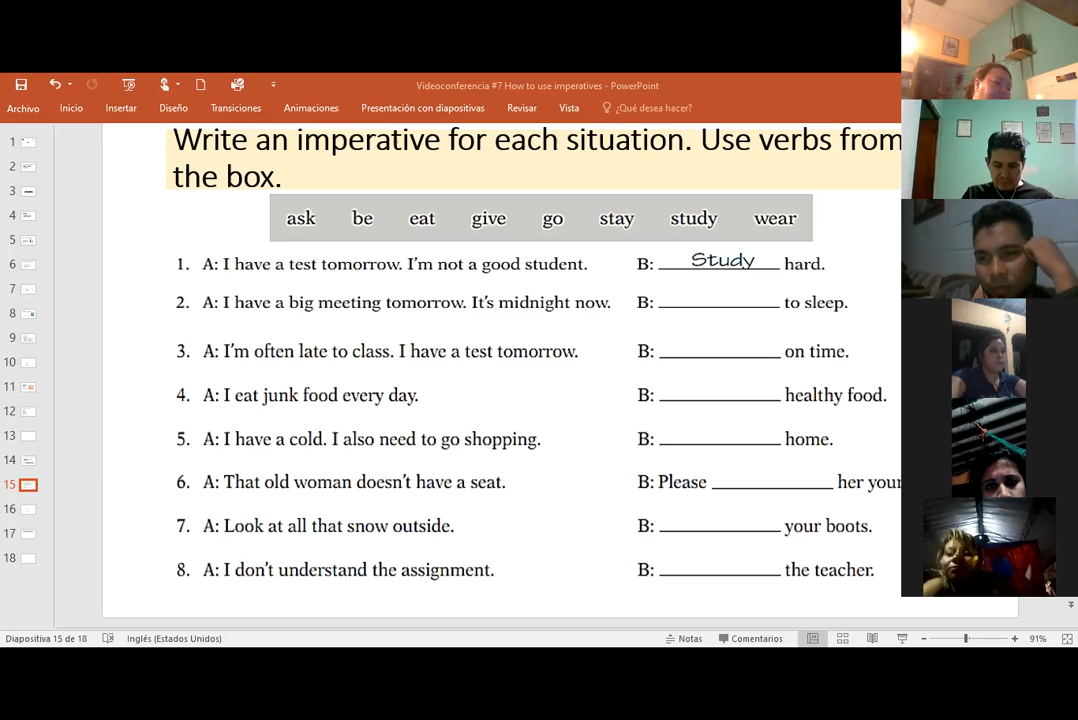 Videoconferencia #7 How to use imperatives - PowerPoint
Archivo Inicio Insertar Diseño Transiciones Animaciones Presentación con diapositivas Revisar Vista ¿Qué desea hacer?
Write an imperative for each situation. Use verbs from
the box.
ask be eat give go stay study wear
1. A: I have a test tomorrow. I'm not a good student. B: Study hard.
2. A: I have a big meeting tomorrow. It's midnight now. B: ____________ to sleep.
3. A: I'm often late to class. I have a test tomorrow. B: ____________ on time.
4. A: I eat junk food every day. B: ____________ healthy food.
5. A: I have a cold. I also need to go shopping. B: ____________ home.
6. A: That old woman doesn't have a seat. B: Please ____________ her your
7. A: Look at all that snow outside. B: ____________ your boots.
8. A: I don't understand the assignment. B: ____________ the teacher.
1
2
3
4
5
6
7
8
9
10
11
12
13
14
15
16
17
18
Diapositiva 15 de 18 Inglés (Estados Unidos) Notas Comentarios 91%